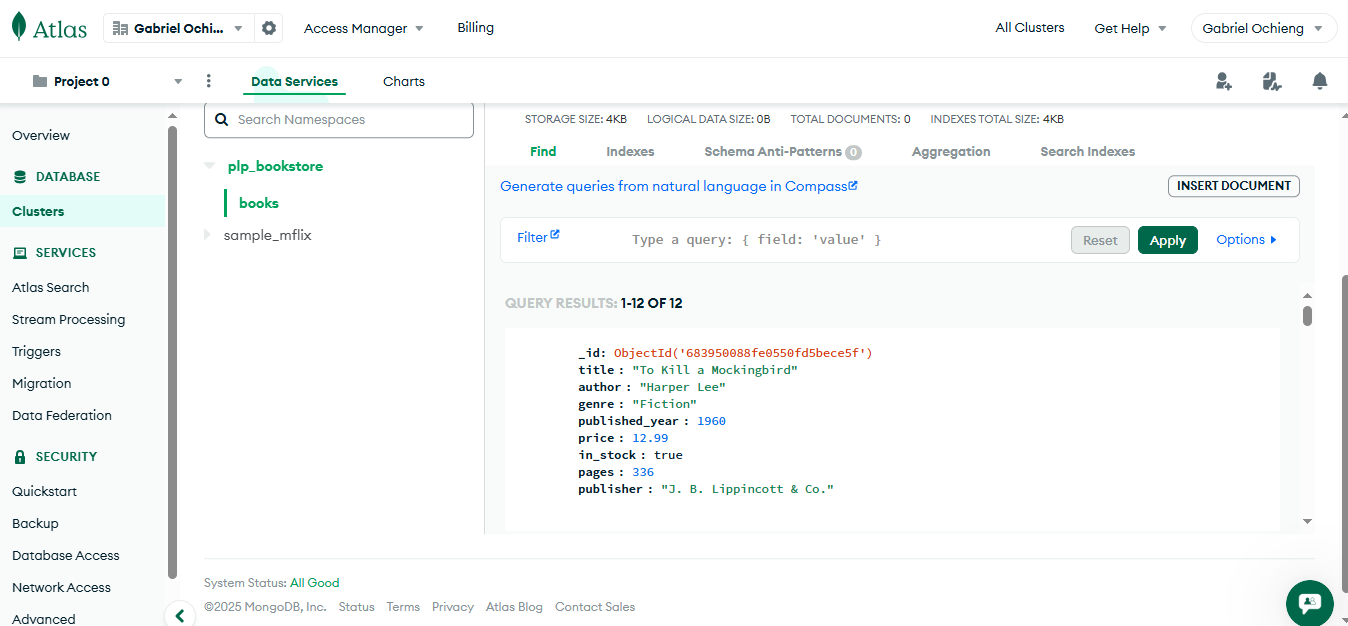 Atlas
Gabriel Ochi...
Access Manager
Billing
All Clusters
Get Help
Gabriel Ochieng
Project 0
Data Services
Charts
Overview
DATABASE
Clusters
SERVICES
Atlas Search
Stream Processing
Triggers
Migration
Data Federation
SECURITY
Quickstart
Backup
Database Access
Network Access
Advanced
Search Namespaces
plp_bookstore
books
sample_mflix
STORAGE SIZE: 4KB LOGICAL DATA SIZE: 0B TOTAL DOCUMENTS: 0 INDEXES TOTAL SIZE: 4KB
Find Indexes Schema Anti-Patterns 0 Aggregation Search Indexes
Generate queries from natural language in Compass
INSERT DOCUMENT
Filter
Type a query: { field: 'value' }
Reset
Apply
Options
QUERY RESULTS: 1-12 OF 12
_id: ObjectId('683950088fe0550fd5bece5f')
title : "To Kill a Mockingbird"
author : "Harper Lee"
genre : "Fiction"
published_year : 1960
price : 12.99
in_stock : true
pages : 336
publisher : "J. B. Lippincott & Co."
System Status: All Good
©2025 MongoDB, Inc. Status Terms Privacy Atlas Blog Contact Sales